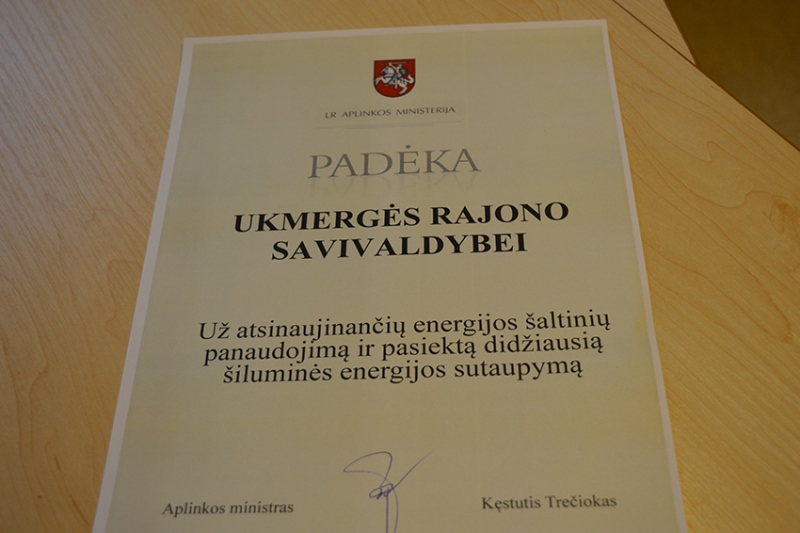 LR APLINKOS MINISTERIJA
PADĖKA
UKMERGĖS RAJONO
SAVIVALDYBEI
Už atsinaujinančių energijos šaltinių
panaudojimą ir pasiektą didžiausią
šiluminės energijos sutaupymą
Aplinkos ministras Kęstutis Trečiokas